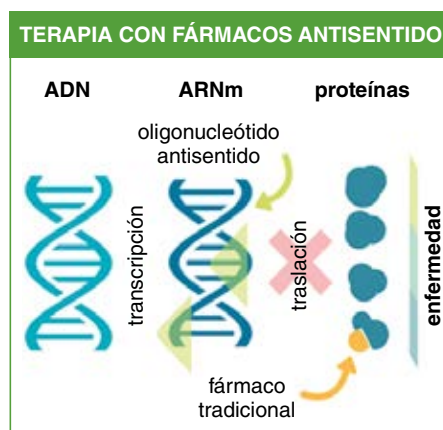 TERAPIA CON FÁRMACOS ANTISENTIDO
ADN
ARNm
proteínas
oligonucleótido
antisentido
transcripción
traslación
enfermedad
fármaco
tradicional